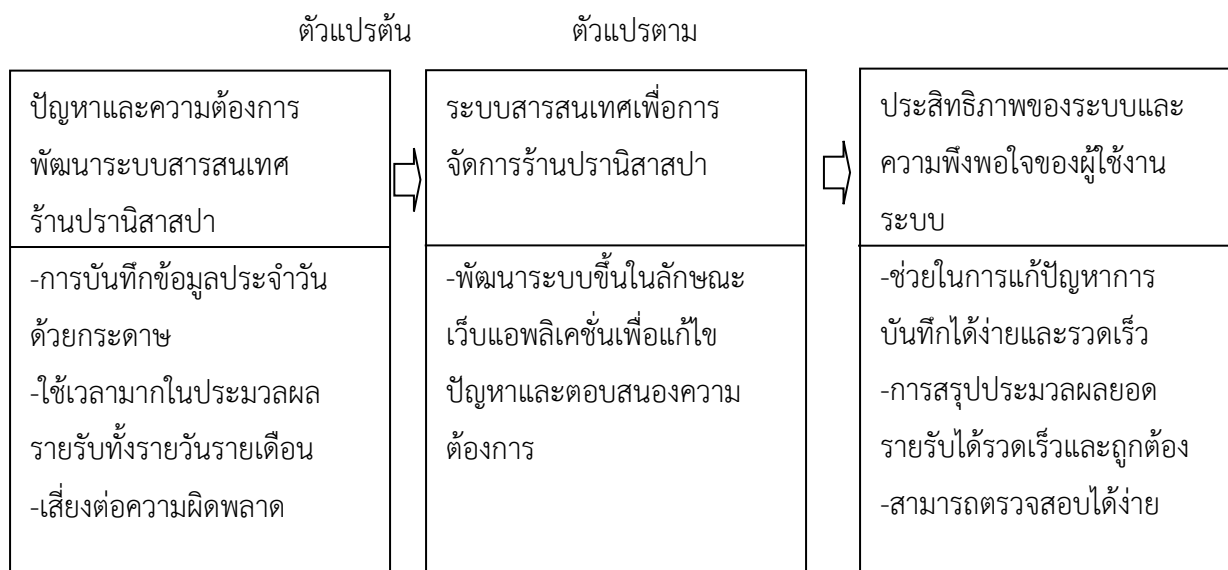 ตัวแปรต้น ตัวแปรตาม
ปัญหาและความต้องการ
พัฒนาระบบสารสนเทศ
ร้านปรานิสาสปา
-การบันทึกข้อมูลประจำวัน
ด้วยกระดาษ
-ใช้เวลามากในประมวลผล
รายรับทั้งรายวันรายเดือน
-เสี่ยงต่อความผิดพลาด
ระบบสารสนเทศเพื่อการ
จัดการร้านปรานิสาสปา
-พัฒนาระบบขึ้นในลักษณะ
เว็บแอพลิเคชั่นเพื่อแก้ไข
ปัญหาและตอบสนองความ
ต้องการ
ประสิทธิภาพของระบบและ
ความพึงพอใจของผู้ใช้งาน
ระบบ
-ช่วยในการแก้ปัญหาการ
บันทึกได้ง่ายและรวดเร็ว
-การสรุปประมวลผลยอด
รายรับได้รวดเร็วและถูกต้อง
-สามารถตรวจสอบได้ง่าย